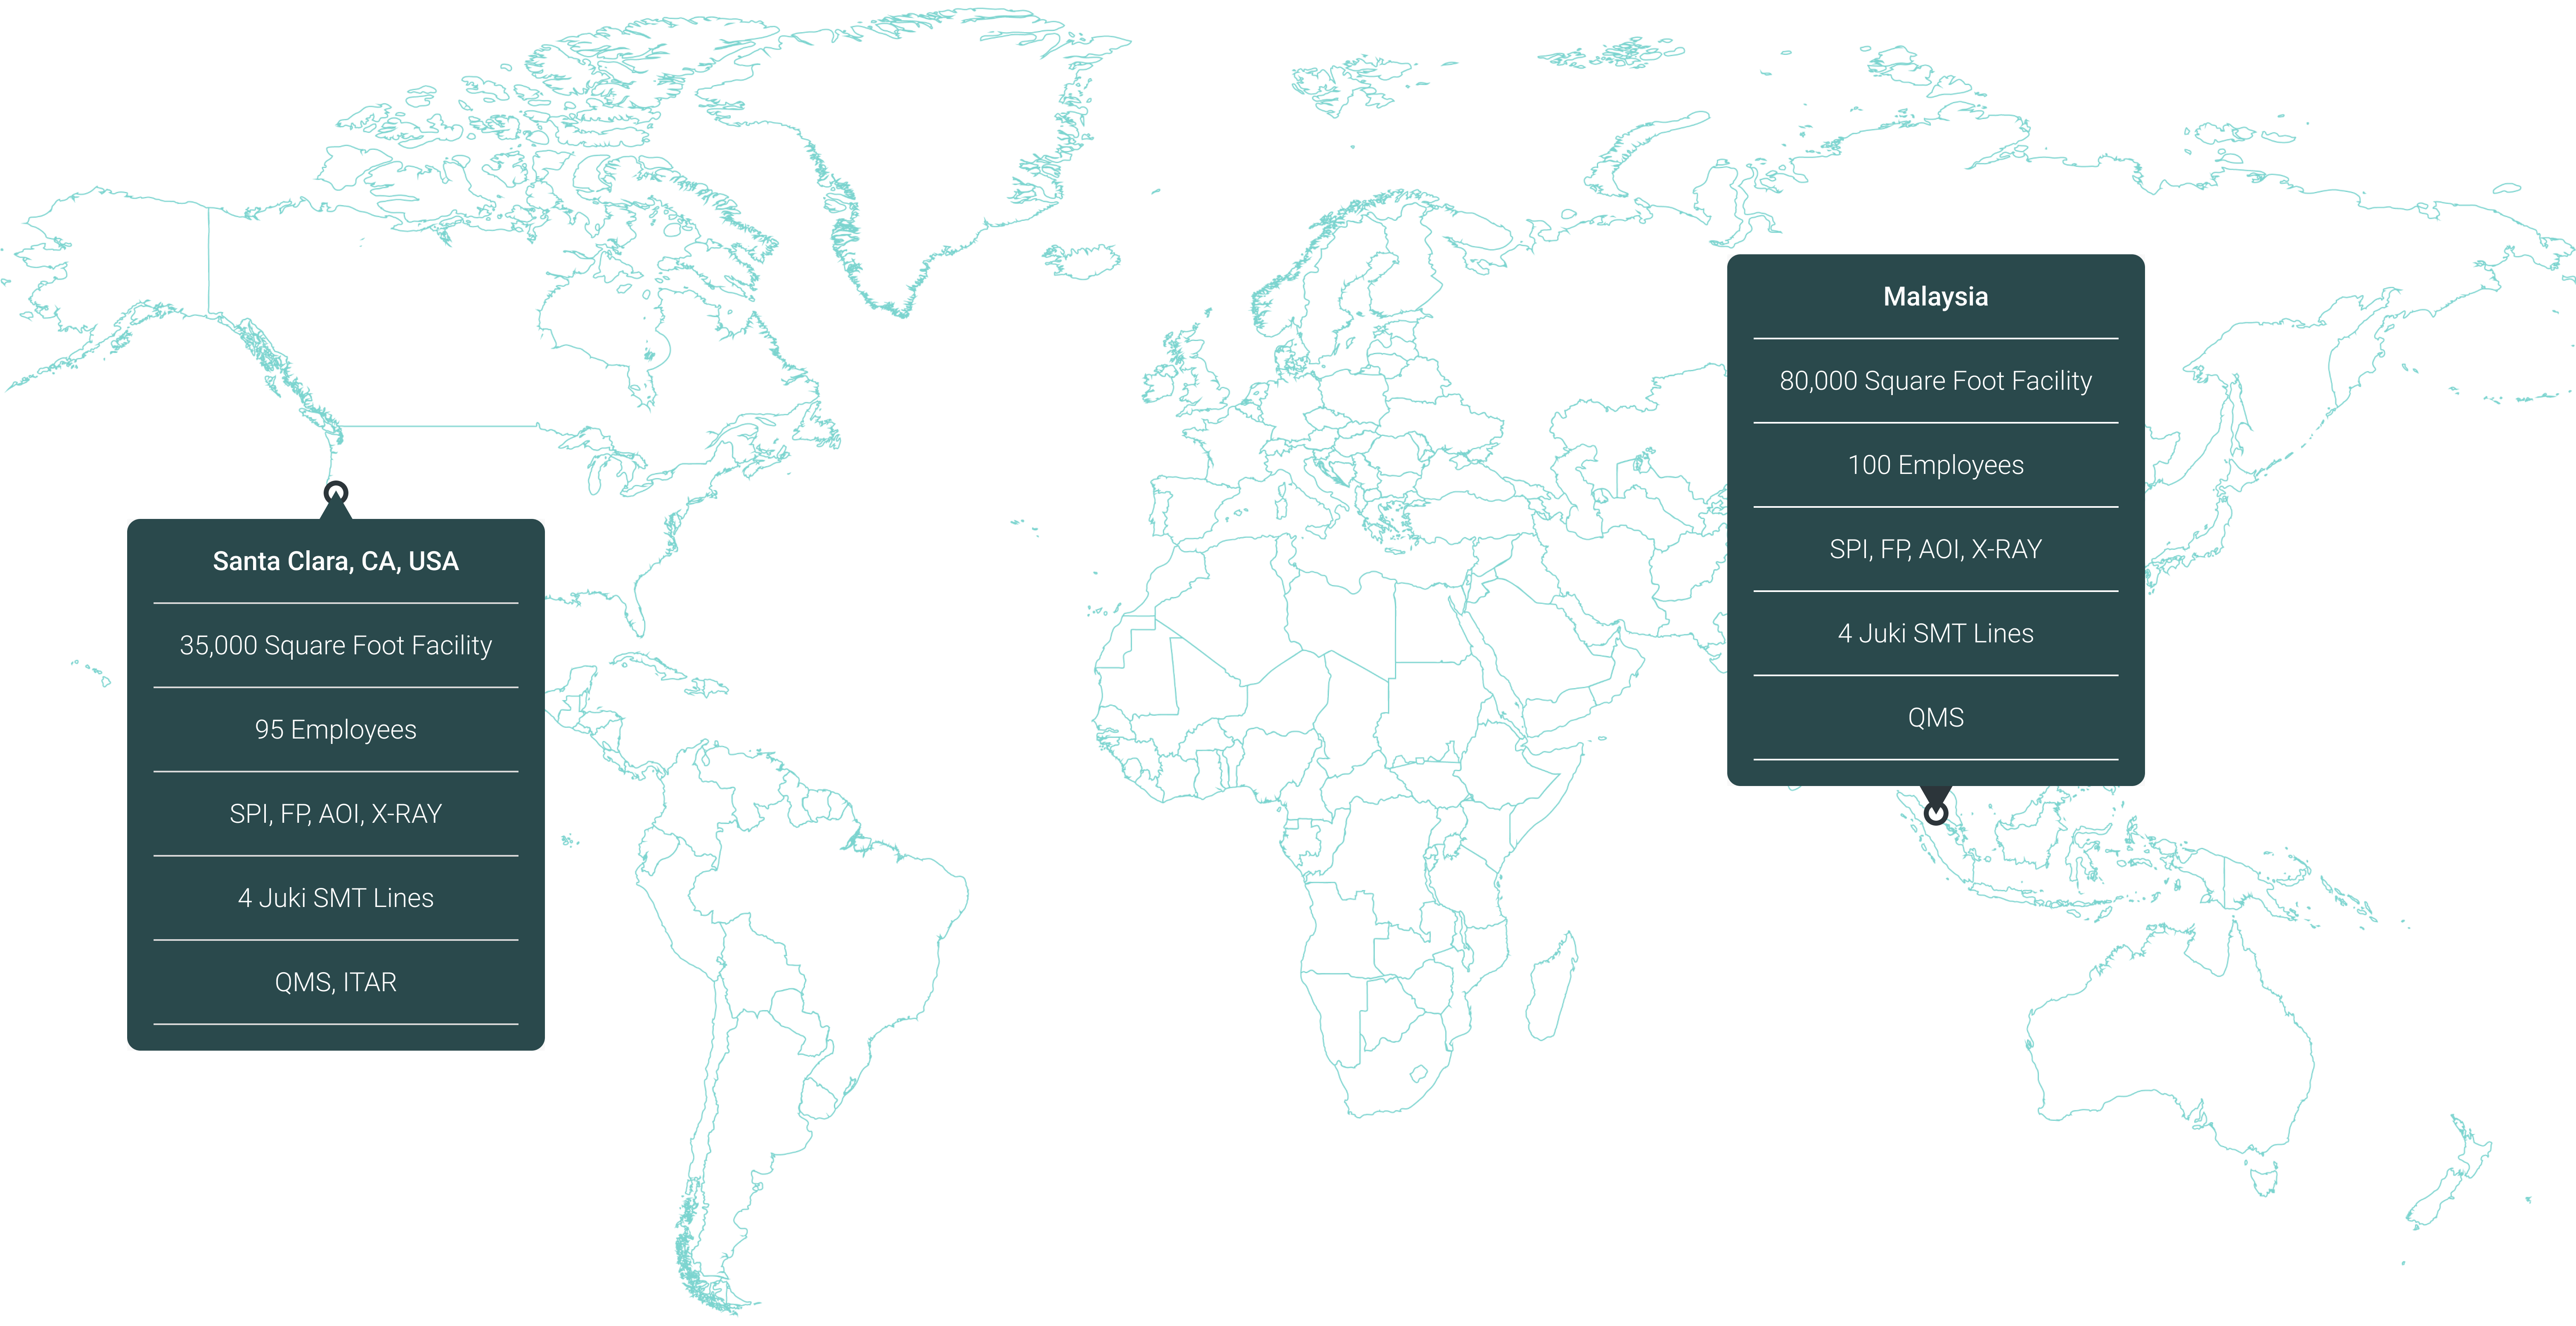 Santa Clara, CA, USA
35,000 Square Foot Facility
95 Employees
SPI, FP, AOI, X-RAY
4 Juki SMT Lines
QMS, ITAR
Malaysia
80,000 Square Foot Facility
100 Employees
SPI, FP, AOI, X-RAY
4 Juki SMT Lines
QMS